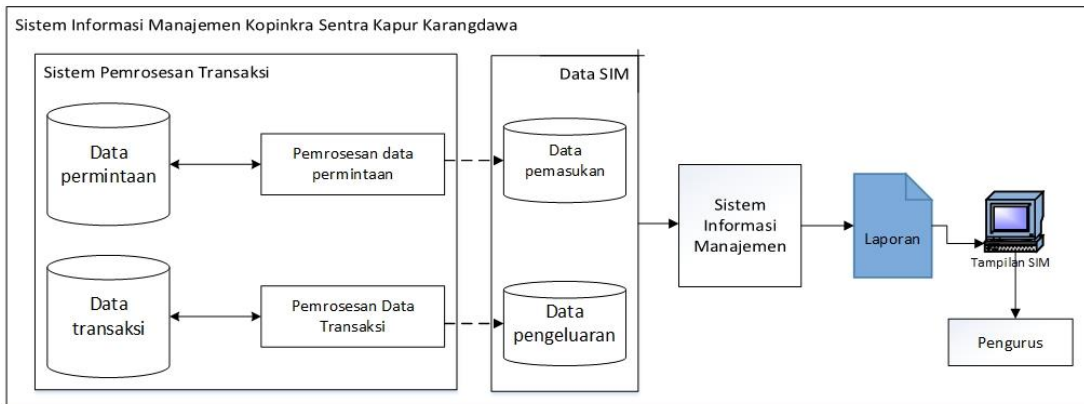 Sistem Informasi Manajemen Kopinkra Sentra Kapur Karangdawa
Sistem Pemrosesan Transaksi
Data
permintaan
Pemrosesan data
permintaan
Data
transaksi
Pemrosesan Data
Transaksi
Data SIM
Data
pemasukan
Data
pengeluaran
Sistem
Informasi
Manajemen
Laporan
Tampilan SIM
Pengurus